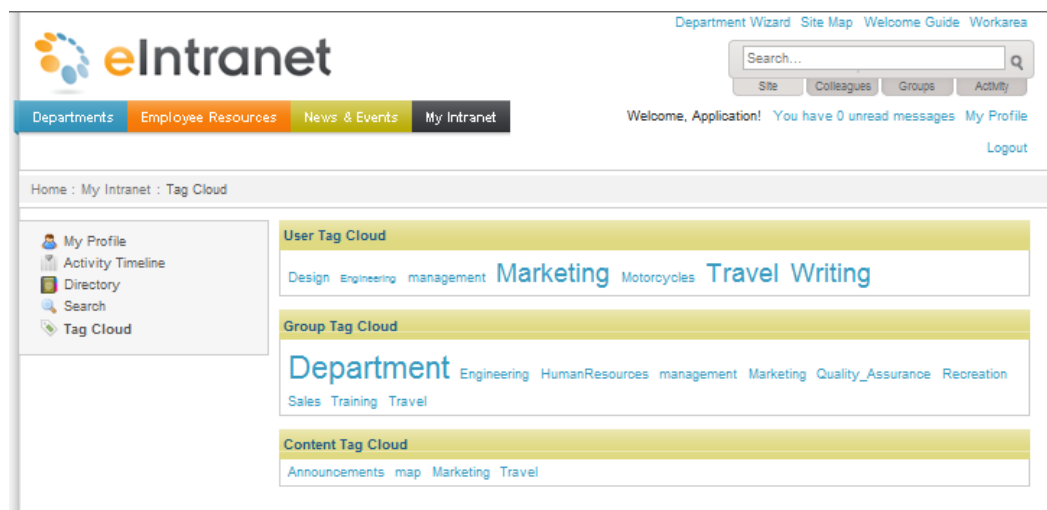 Department Wizard Site Map Welcome Guide Workarea
eIntranet
Search...
Site Colleagues Groups Activity
Departments Employee Resources News & Events My Intranet
Welcome, Application! You have 0 unread messages My Profile
Logout
Home : My Intranet : Tag Cloud
My Profile
Activity Timeline
Directory
Search
Tag Cloud
User Tag Cloud
Design Engineering management Marketing Motorcycles Travel Writing
Group Tag Cloud
Department Engineering HumanResources management Marketing Quality_Assurance Recreation
Sales Training Travel
Content Tag Cloud
Announcements map Marketing Travel